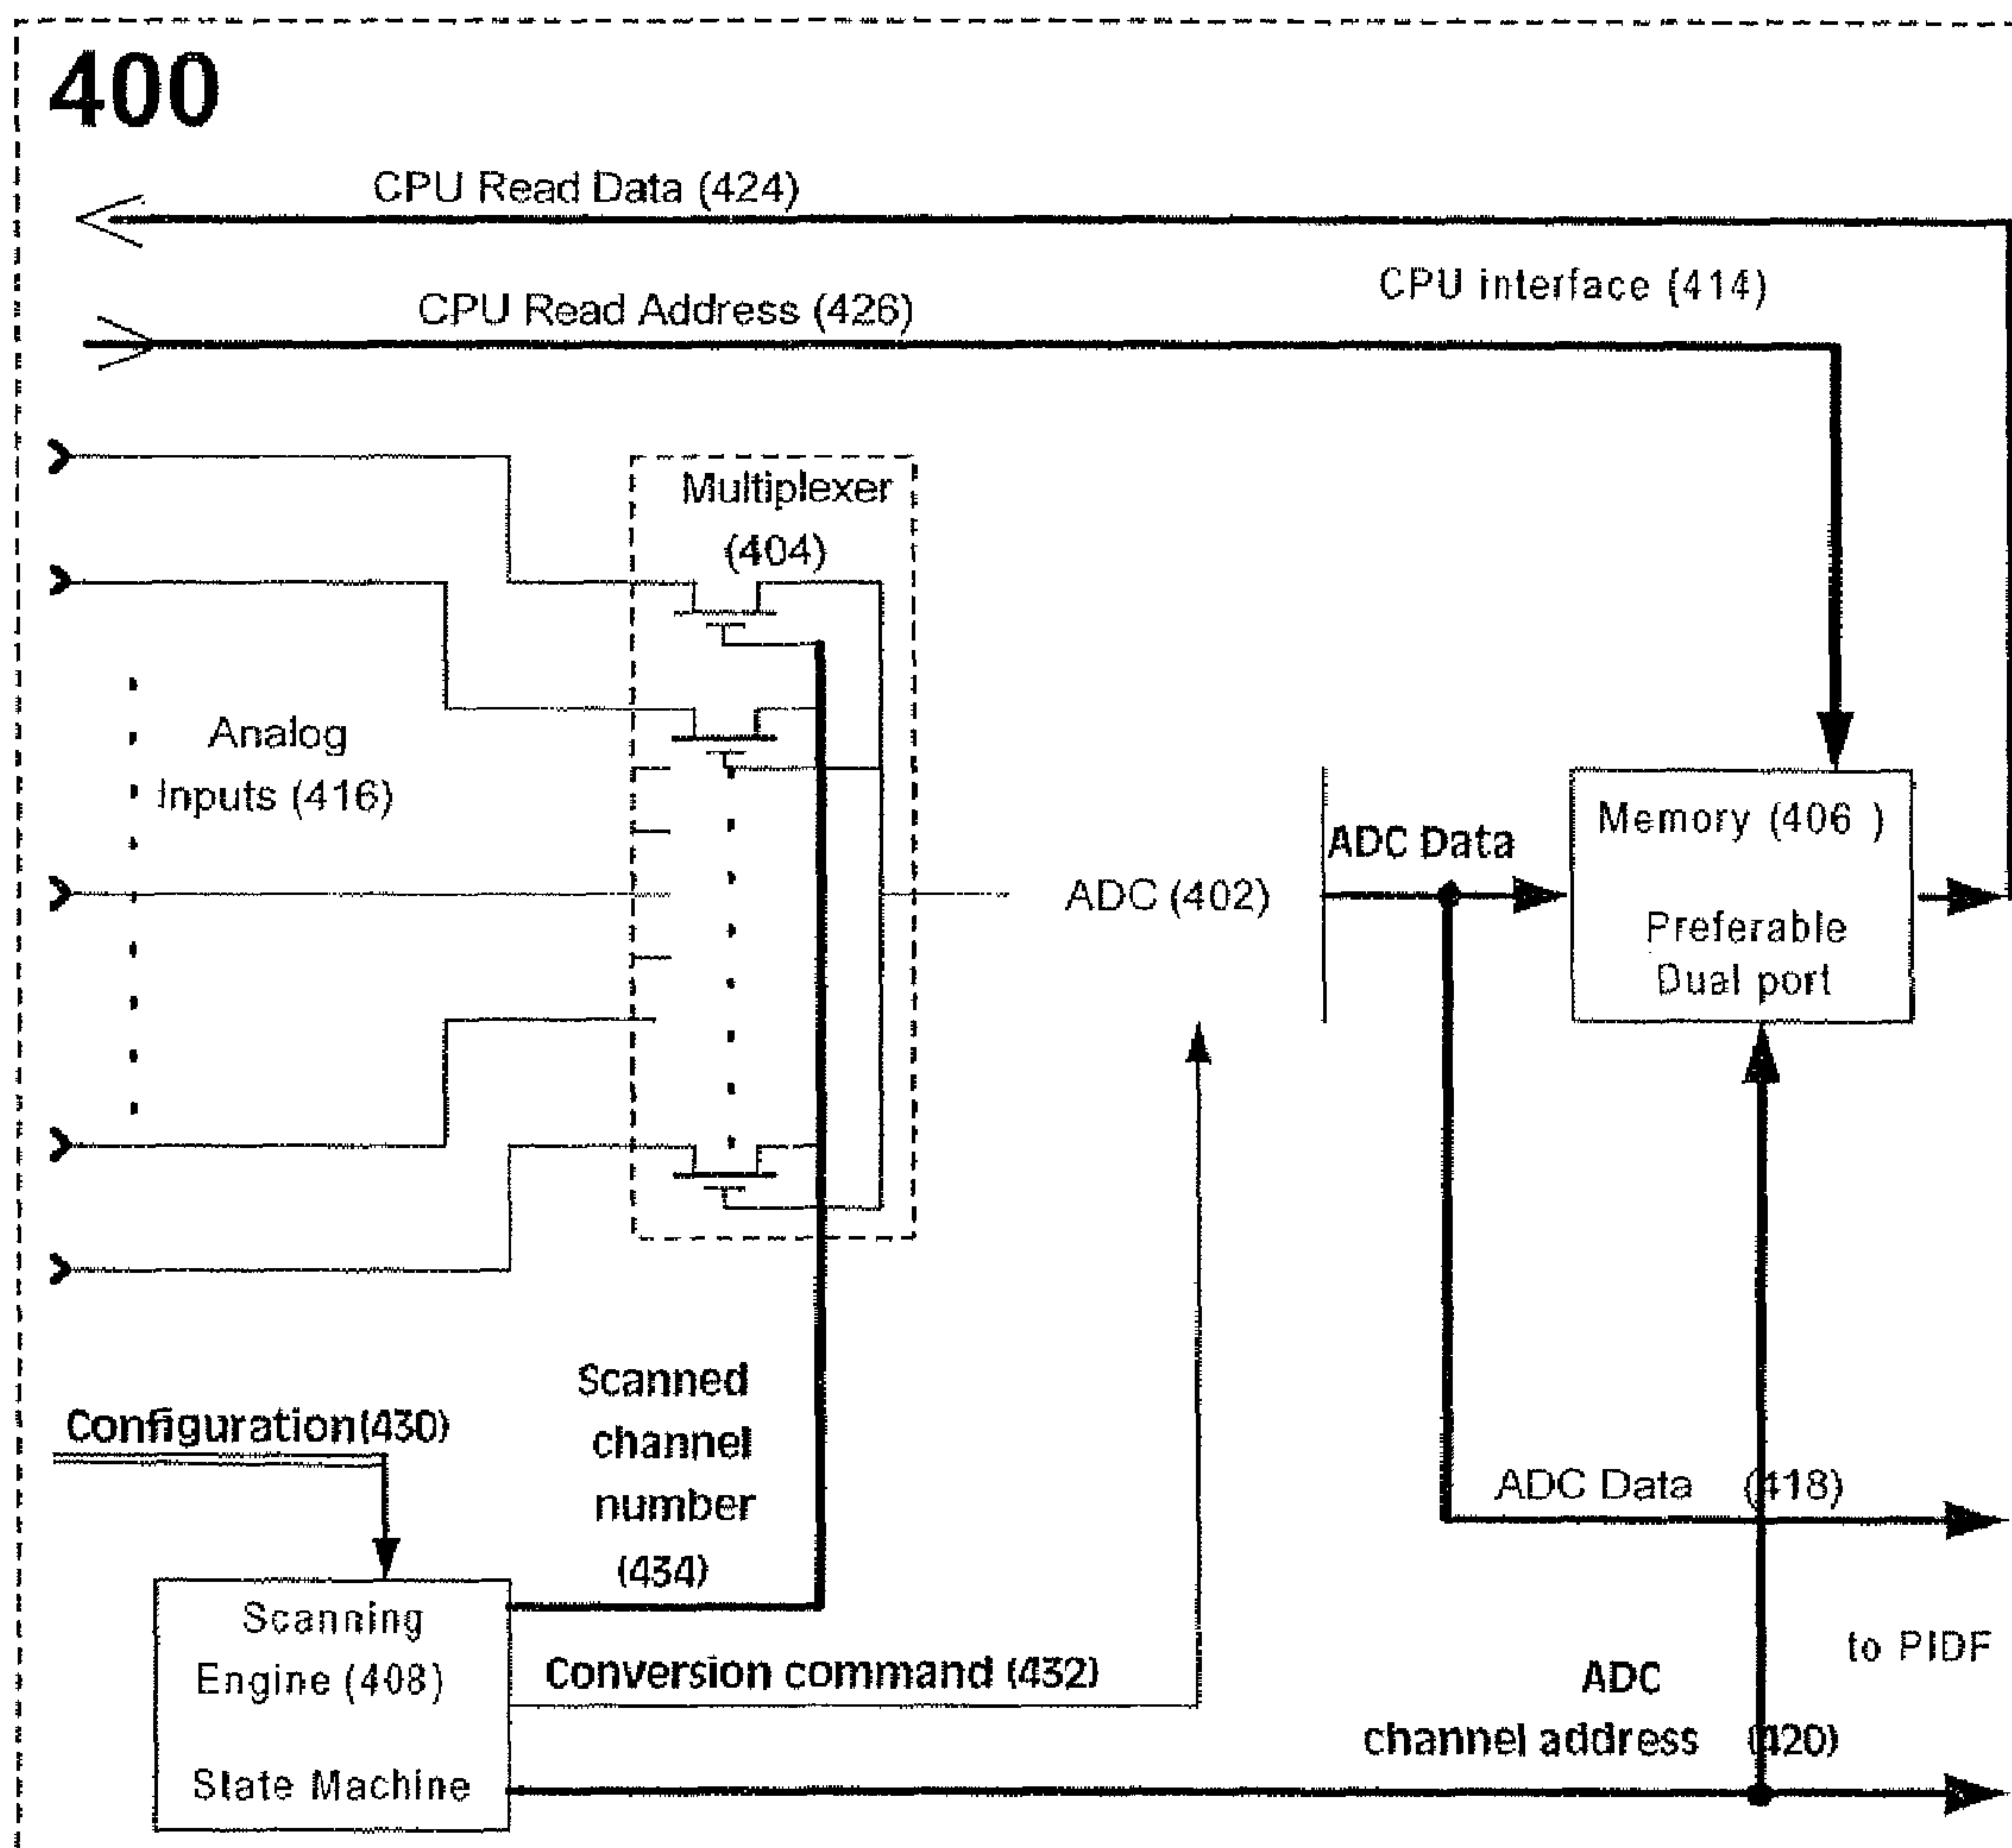 400
CPU Read Data (424)
CPU interface (414)
CPU Read Address (426)
Multiplexer
(404)
Analog
Inputs (416)
ADC (402)
ADC Data
Memory (406 )
Preferable
Dual port
Scanned
channel
number
(434)
Configuration(430)
ADC Data (418)
Scanning
Engine (408)
State Machine
Conversion command (432)
to PIDF
ADC
channel address (420)